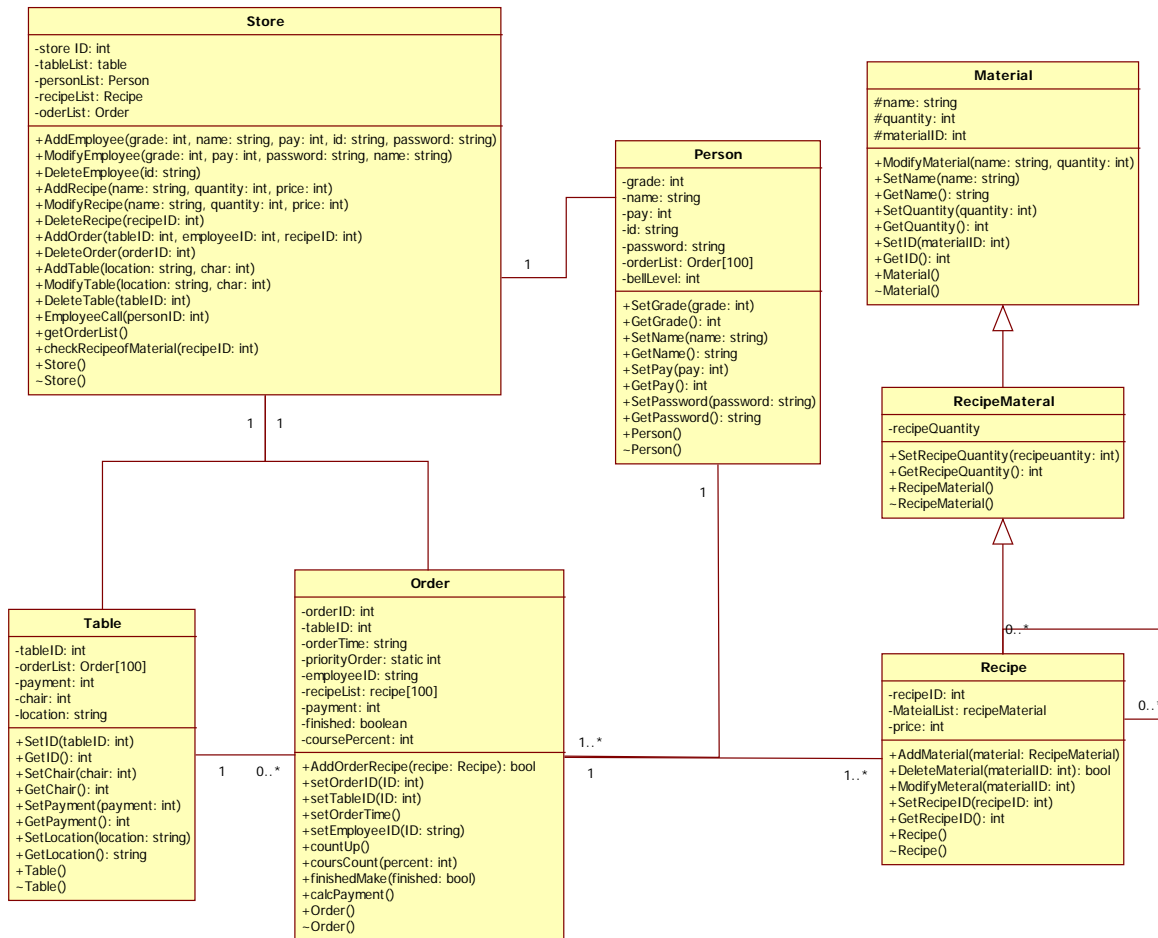 Store
-store ID: int
-tableList: table
-personList: Person
-recipeList: Recipe
-oderList: Order
+AddEmployee(grade: int, name: string, pay: int, id: string, password: string)
+ModifyEmployee(grade: int, pay: int, password: string, name: string)
+DeleteEmployee(id: string)
+AddRecipe(name: string, quantity: int, price: int)
+ModifyRecipe(name: string, quantity: int, price: int)
+DeleteRecipe(recipeID: int)
+AddOrder(tableID: int, employeeID: int, recipeID: int)
+DeleteOrder(orderID: int)
+AddTable(location: string, char: int)
+ModifyTable(location: string, char: int)
+DeleteTable(tableID: int)
+EmployeeCall(personID: int)
+getOrderList()
+checkRecipeofMaterial(recipeID: int)
+Store()
~Store()
1
1
1
Person
-grade: int
-name: string
-pay: int
-id: string
-password: string
-orderList: Order[100]
-bellLevel: int
+SetGrade(grade: int)
+GetGrade(): int
+SetName(name: string)
+GetName(): string
+SetPay(pay: int)
+GetPay(): int
+SetPassword(password: string)
+GetPassword(): string
+Person()
~Person()
1
Material
#name: string
#quantity: int
#materialID: int
+ModifyMaterial(name: string, quantity: int)
+SetName(name: string)
+GetName(): string
+SetQuantity(quantity: int)
+GetQuantity(): int
+SetID(materialID: int)
+GetID(): int
+Material()
~Material()
RecipeMateral
-recipeQuantity
+SetRecipeQuantity(recipeuantity: int)
+GetRecipeQuantity(): int
+RecipeMaterial()
~RecipeMaterial()
Table
-tableID: int
-orderList: Order[100]
-payment: int
-chair: int
-location: string
+SetID(tableID: int)
+GetID(): int
+SetChair(chair: int)
+GetChair(): int
+SetPayment(payment: int)
+GetPayment(): int
+SetLocation(location: string)
+GetLocation(): string
+Table()
~Table()
1
0..*
Order
-orderID: int
-tableID: int
-orderTime: string
-priorityOrder: static int
-employeeID: string
-recipeList: recipe[100]
-payment: int
-finished: boolean
-coursePercent: int
+AddOrderRecipe(recipe: Recipe): bool
+setOrderID(ID: int)
+setTableID(ID: int)
+setOrderTime()
+setEmployeeID(ID: string)
+countUp()
+coursCount(percent: int)
+finishedMake(finished: bool)
+calcPayment()
+Order()
~Order()
1..*
1
1..*
0..*
Recipe
-recipeID: int
-MateialList: recipeMaterial
-price: int
+AddMaterial(material: RecipeMaterial)
+DeleteMaterial(materialID: int): bool
+ModifyMeteral(materialID: int)
+SetRecipeID(recipeID: int)
+GetRecipeID(): int
+Recipe()
~Recipe()
0..*